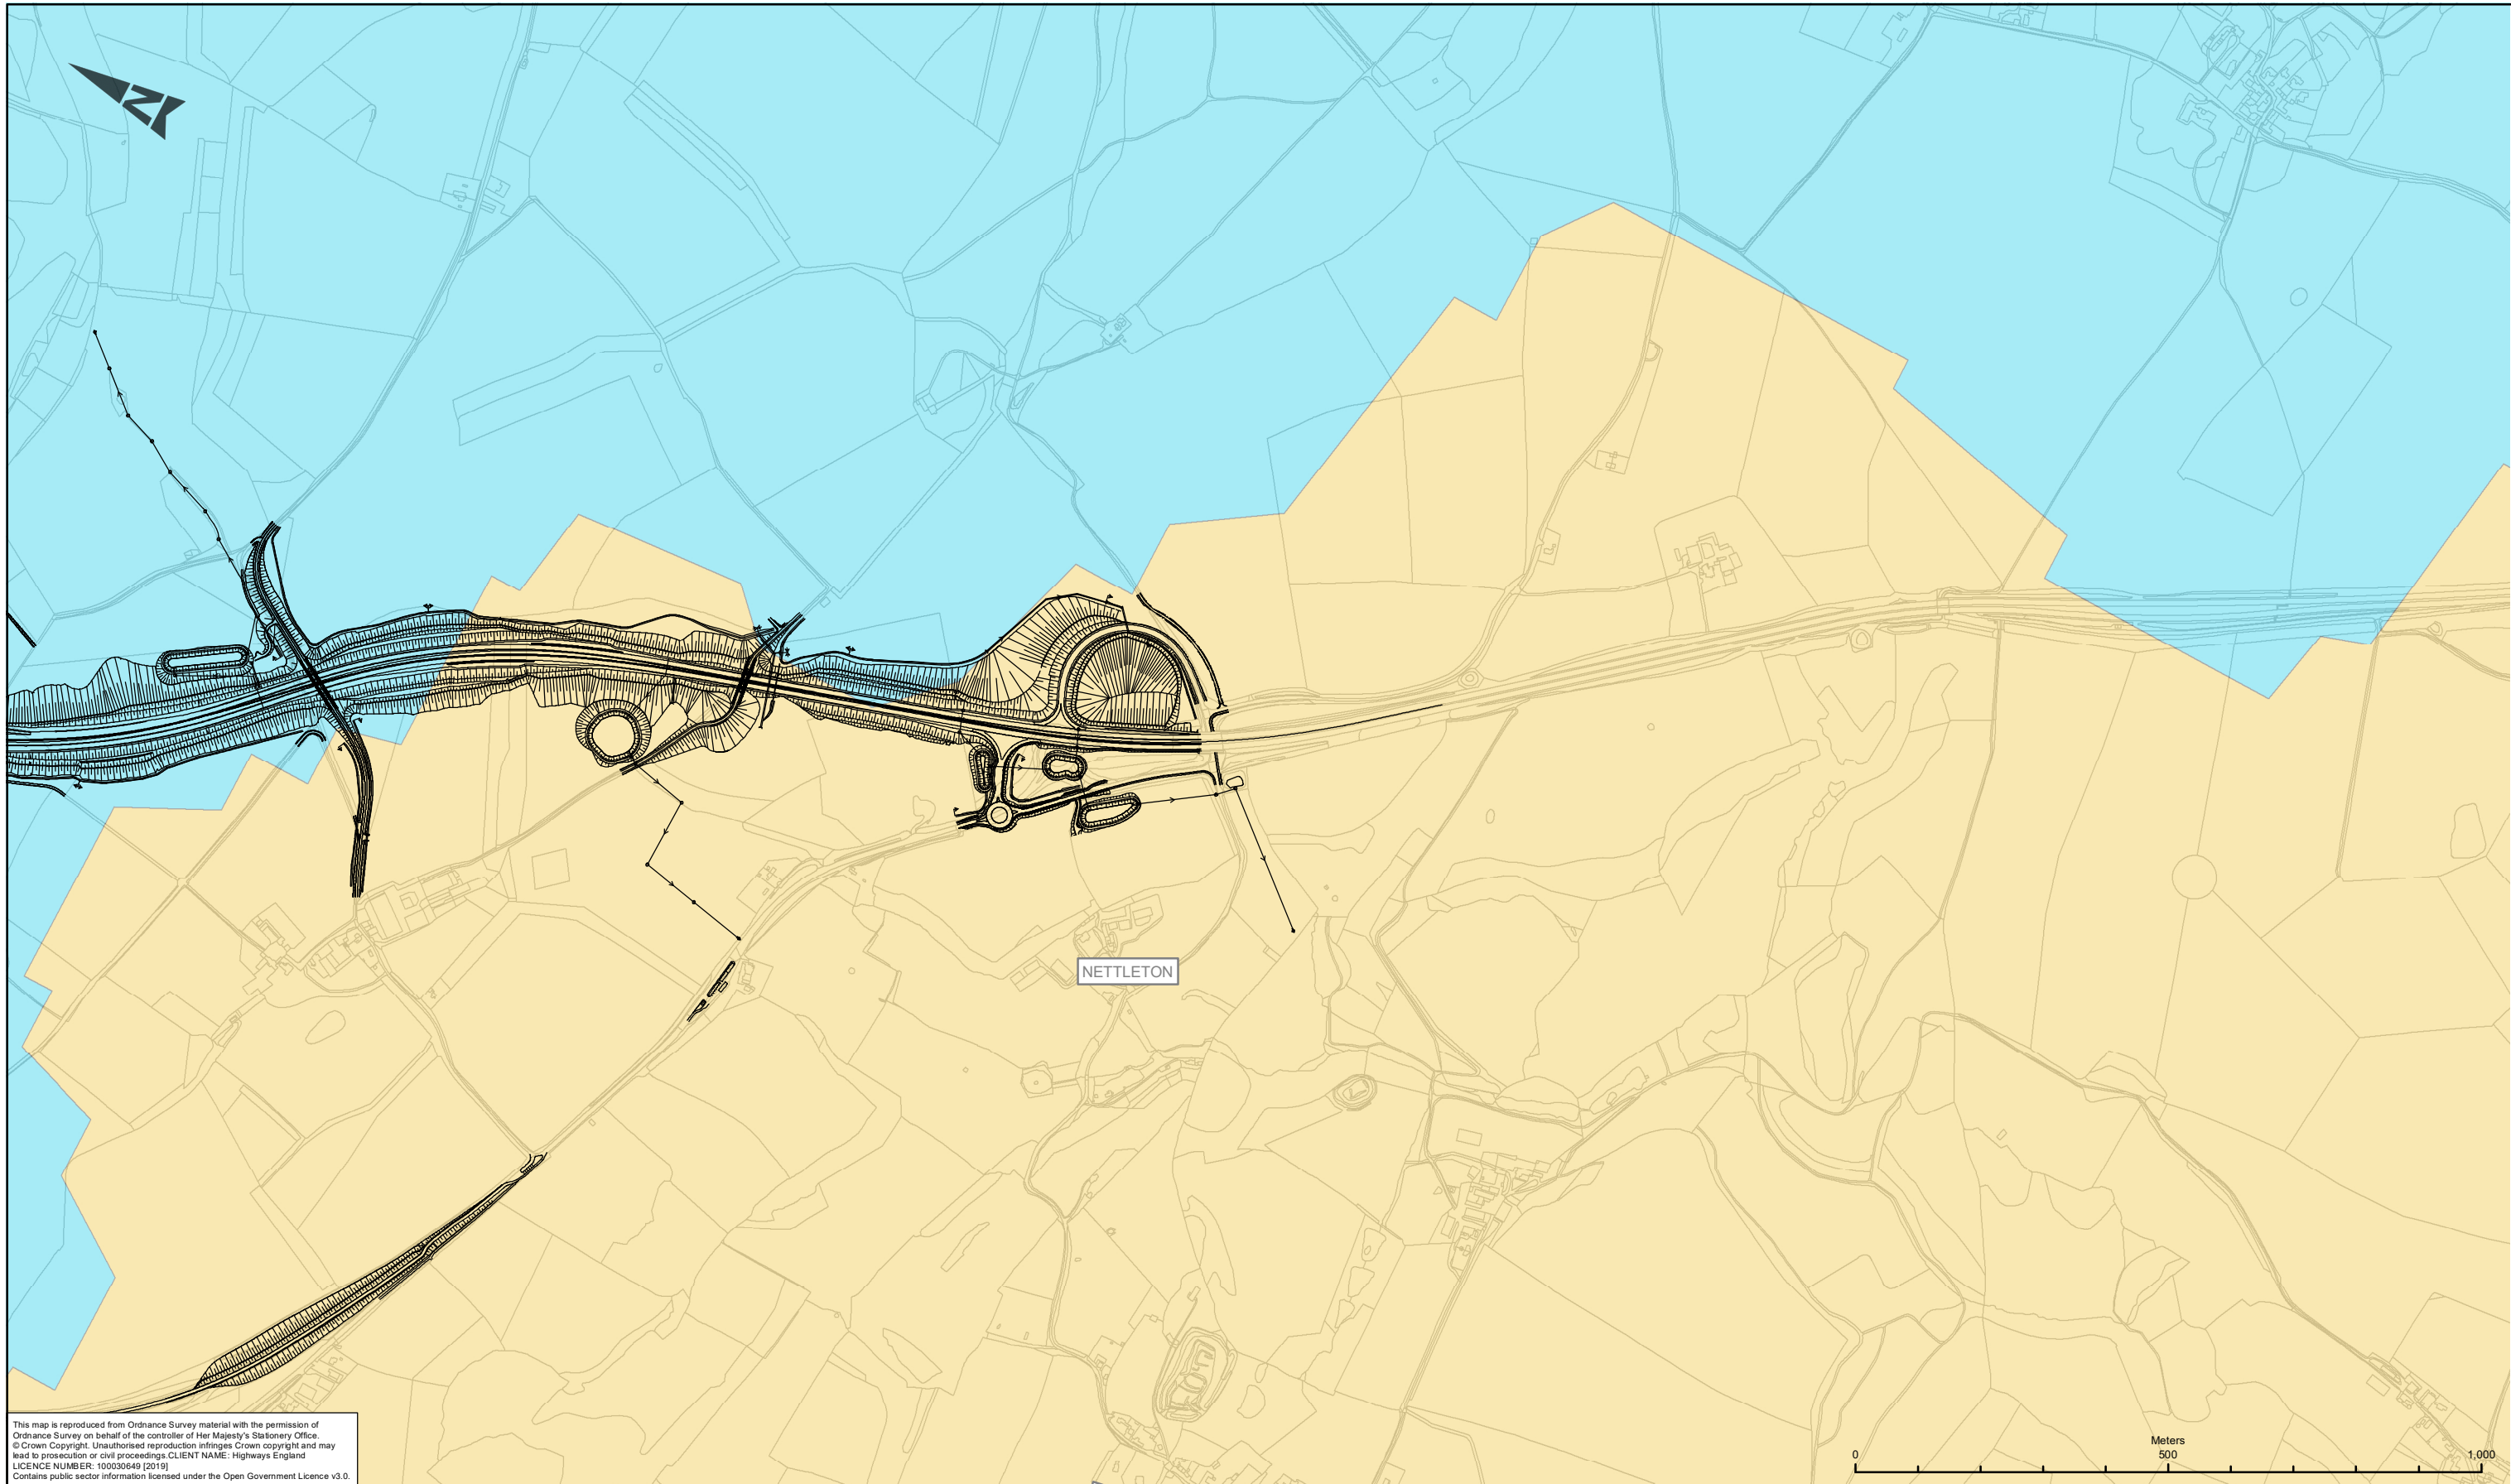 N
NETTLETON
This map is reproduced from Ordnance Survey material with the permission of
Ordnance Survey on behalf of the controller of Her Majesty's Stationery Office.
© Crown Copyright. Unauthorised reproduction infringes Crown copyright and may
lead to prosecution or civil proceedings.CLIENT NAME: Highways England
LICENCE NUMBER: 100030649 [2019]
Contains public sector information licensed under the Open Government Licence v3.0.
Meters
0 500 1,000